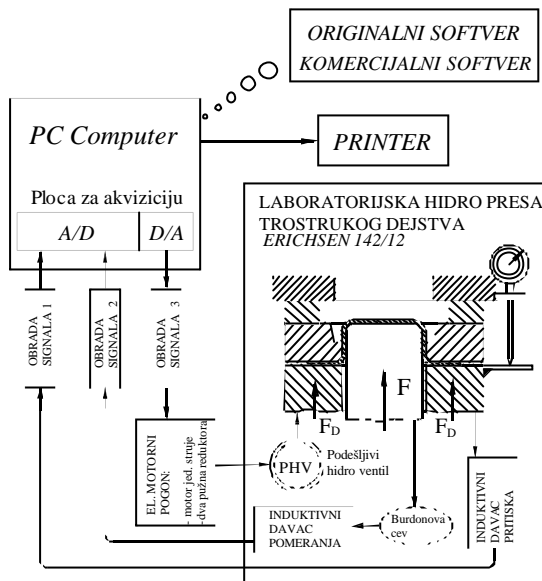 ORIGINALNI SOFTVER
KOMERCIJALNI SOFTVER
PC Computer
PRINTER
Ploca za akviziciju
A/D
D/A
LABORATORIJSKA HIDRO PRESA
TROSTRUKOG DEJSTVA
ERICHSEN 142/12
OBRADA
SIGNALA 1
OBRADA
SIGNALA 2
OBRADA
SIGNALA 3
F
F_D
F_D
EL. MOTORNI
POGON:
- motor jed. struje
- dva pužna reduktora
PHV
Podešljivi
hidro ventil
INDUKTIVNI
DAVAC
POMERANJA
Burdonova
cev
INDUKTIVNI
DAVAC
PRITISKA